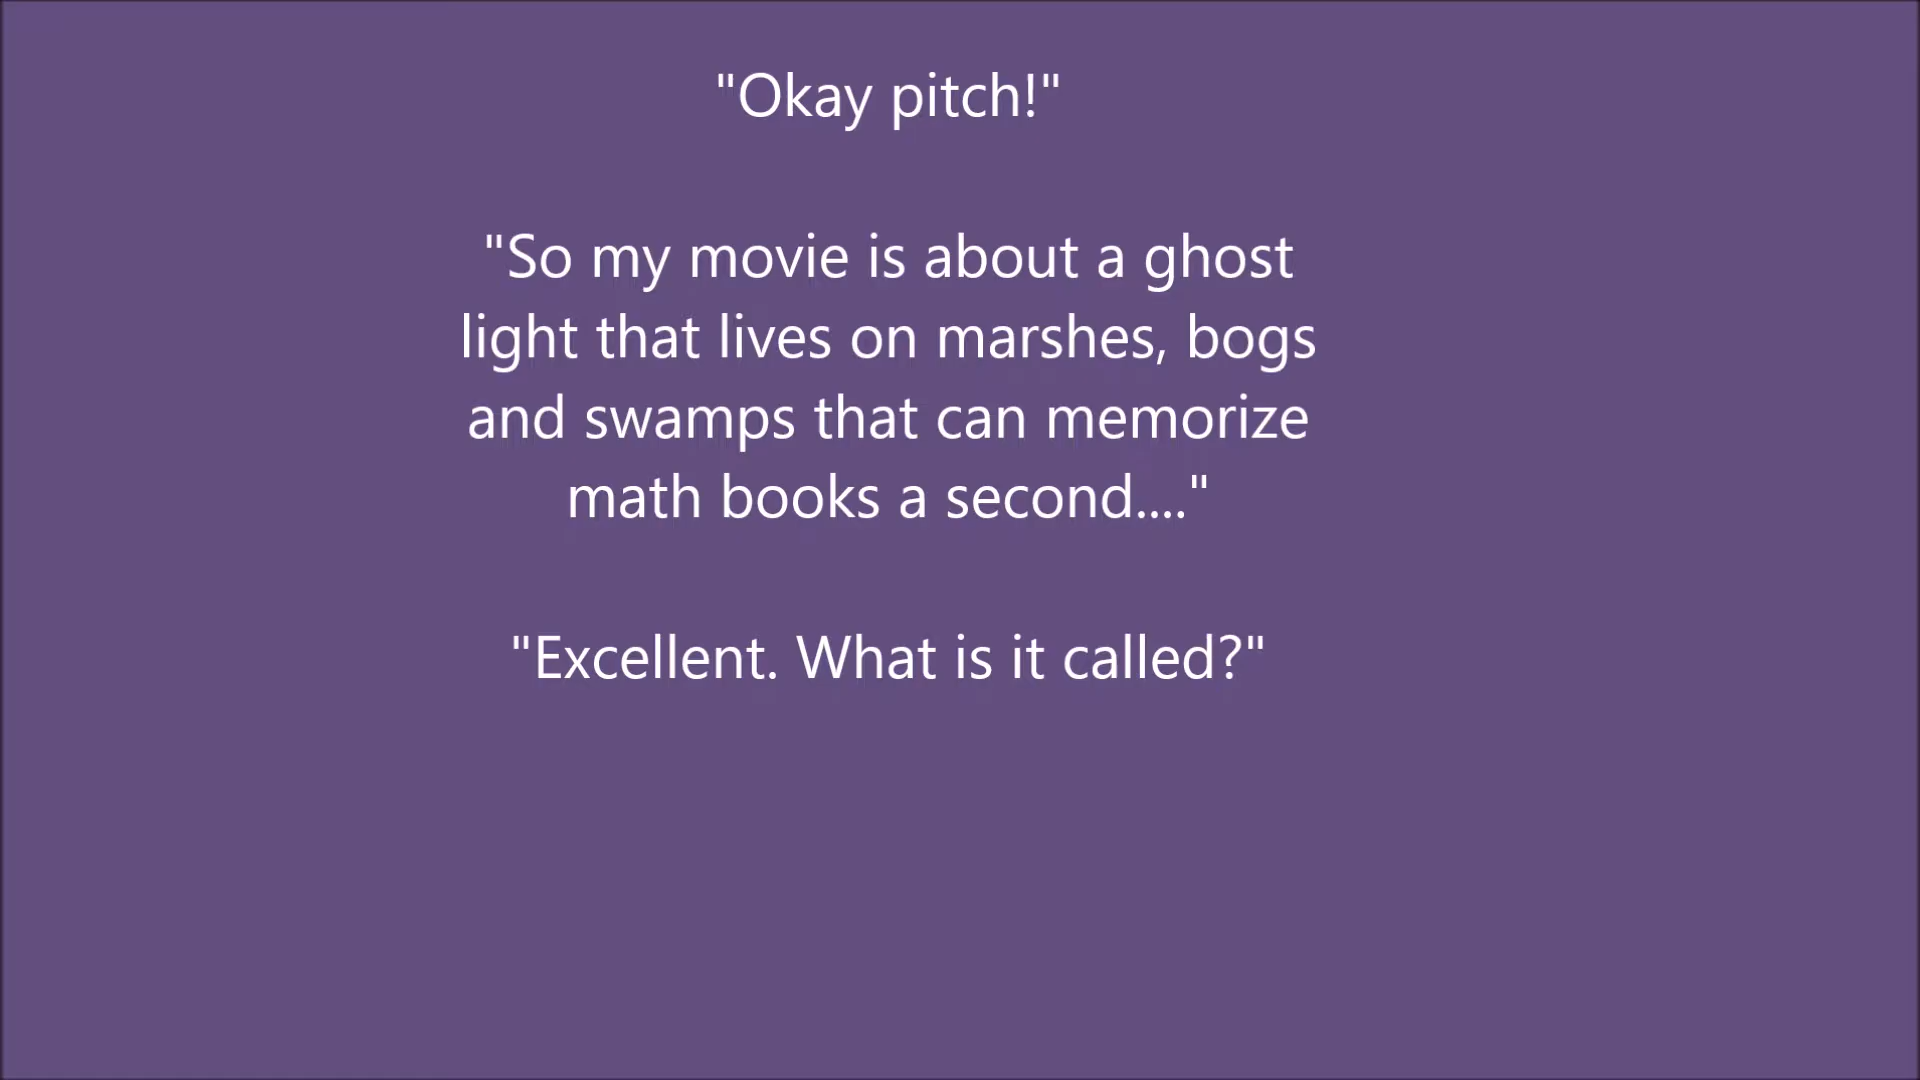 "Okay pitch!"
"So my movie is about a ghost
light that lives on marshes, bogs
and swamps that can memorize
math books a second...."
"Excellent. What is it called?"